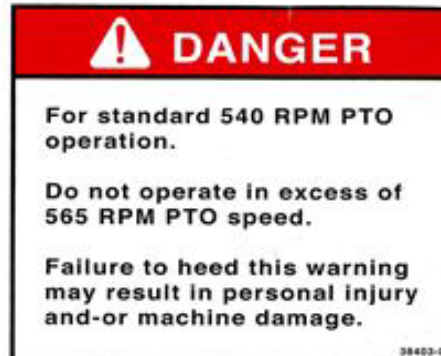 DANGER
For standard 540 RPM PTO
operation.
Do not operate in excess of
565 RPM PTO speed.
Failure to heed this warning
may result in personal injury
and-or machine damage.